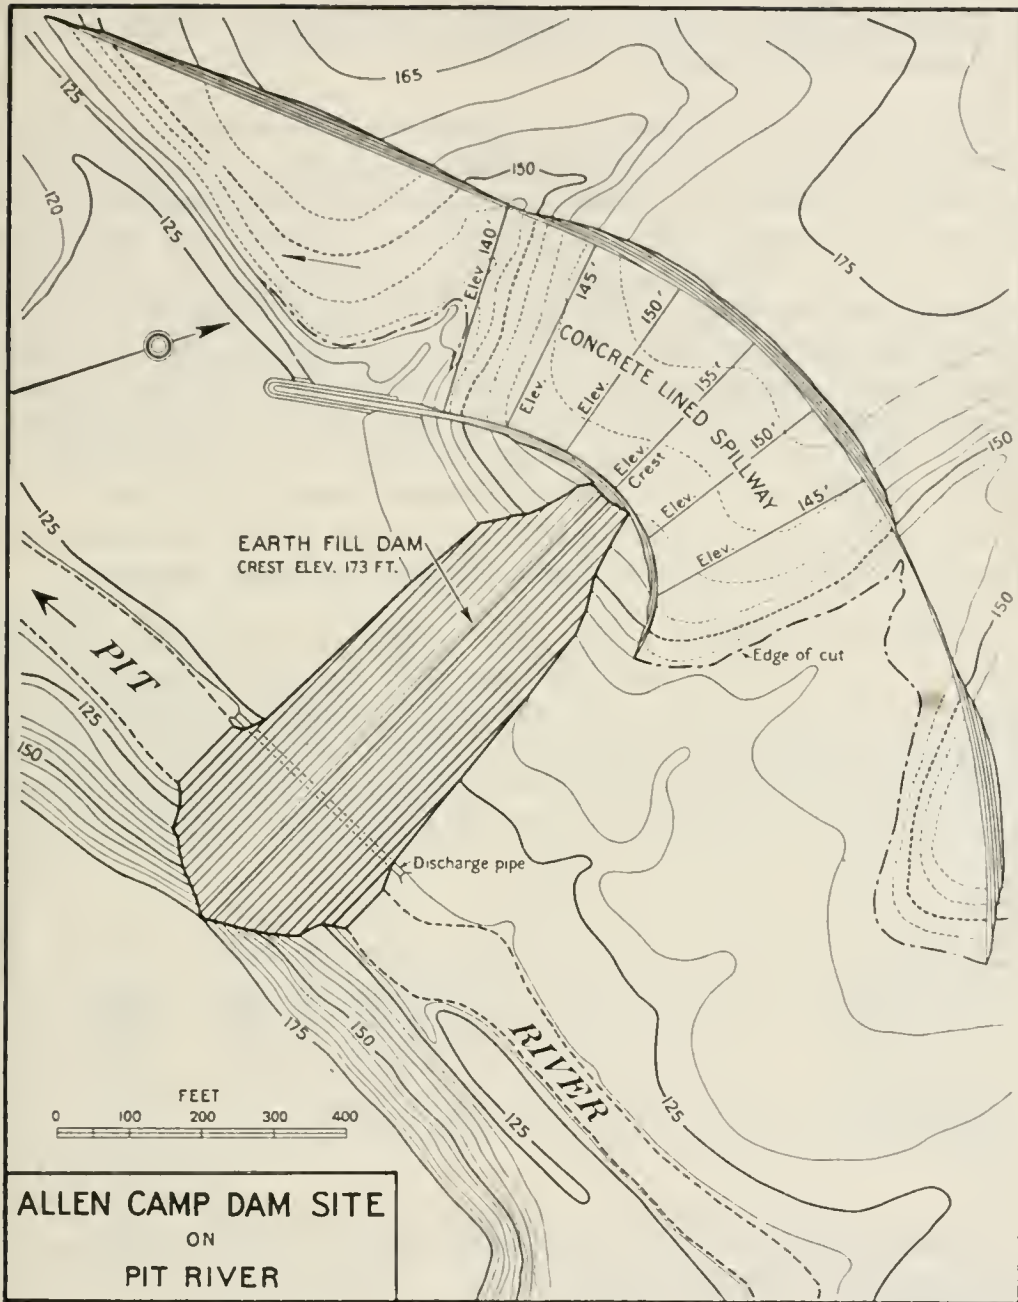 165
125
150
120
125
175
Elev. 140'
Elev. 145'
Elev. 150'
CONCRETE LINED SPILLWAY
Elev. 155'
Crest
Elev. 150'
Elev. 145'
150
125
EARTH FILL DAM
CREST ELEV. 173 FT.
150
PIT
Edge of cut
125
150
Discharge pipe
175
150
RIVER
125
125
FEET
0 100 200 300 400
ALLEN CAMP DAM SITE
ON
PIT RIVER